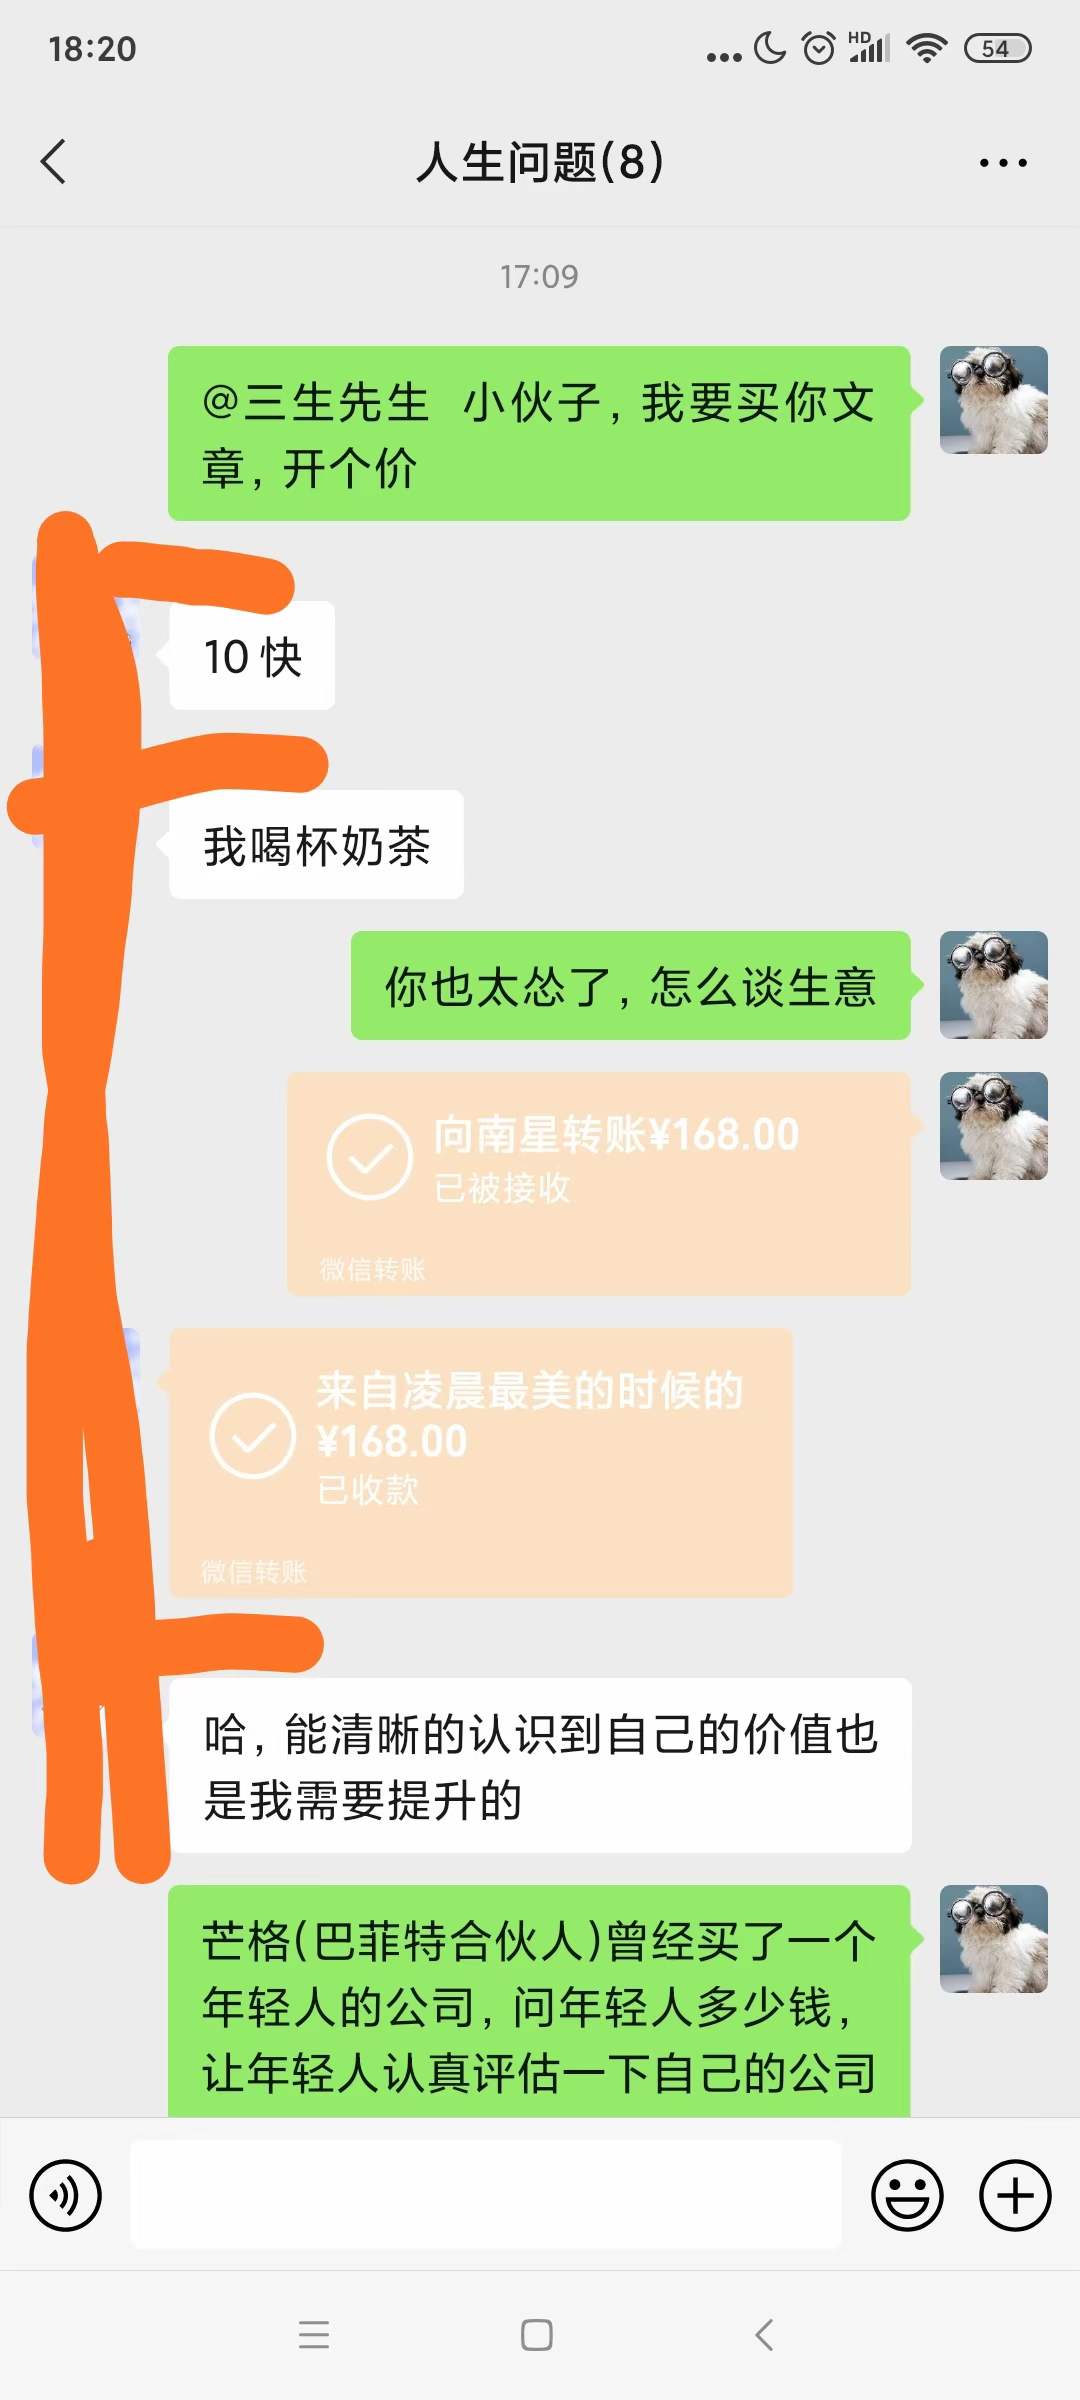 18:20
HD
54
人生问题(8)
17:09
@三生先生 小伙子，我要买你文
章，开个价
10快
我喝杯奶茶
你也太怂了，怎么谈生意
向南星转账¥168.00
已被接收
微信转账
来自凌晨最美的时候的
¥168.00
已收款
微信转账
哈，能清晰的认识到自己的价值也
是我需要提升的
芒格(巴菲特合伙人)曾经买了一个
年轻人的公司，问年轻人多少钱，
让年轻人认真评估一下自己的公司